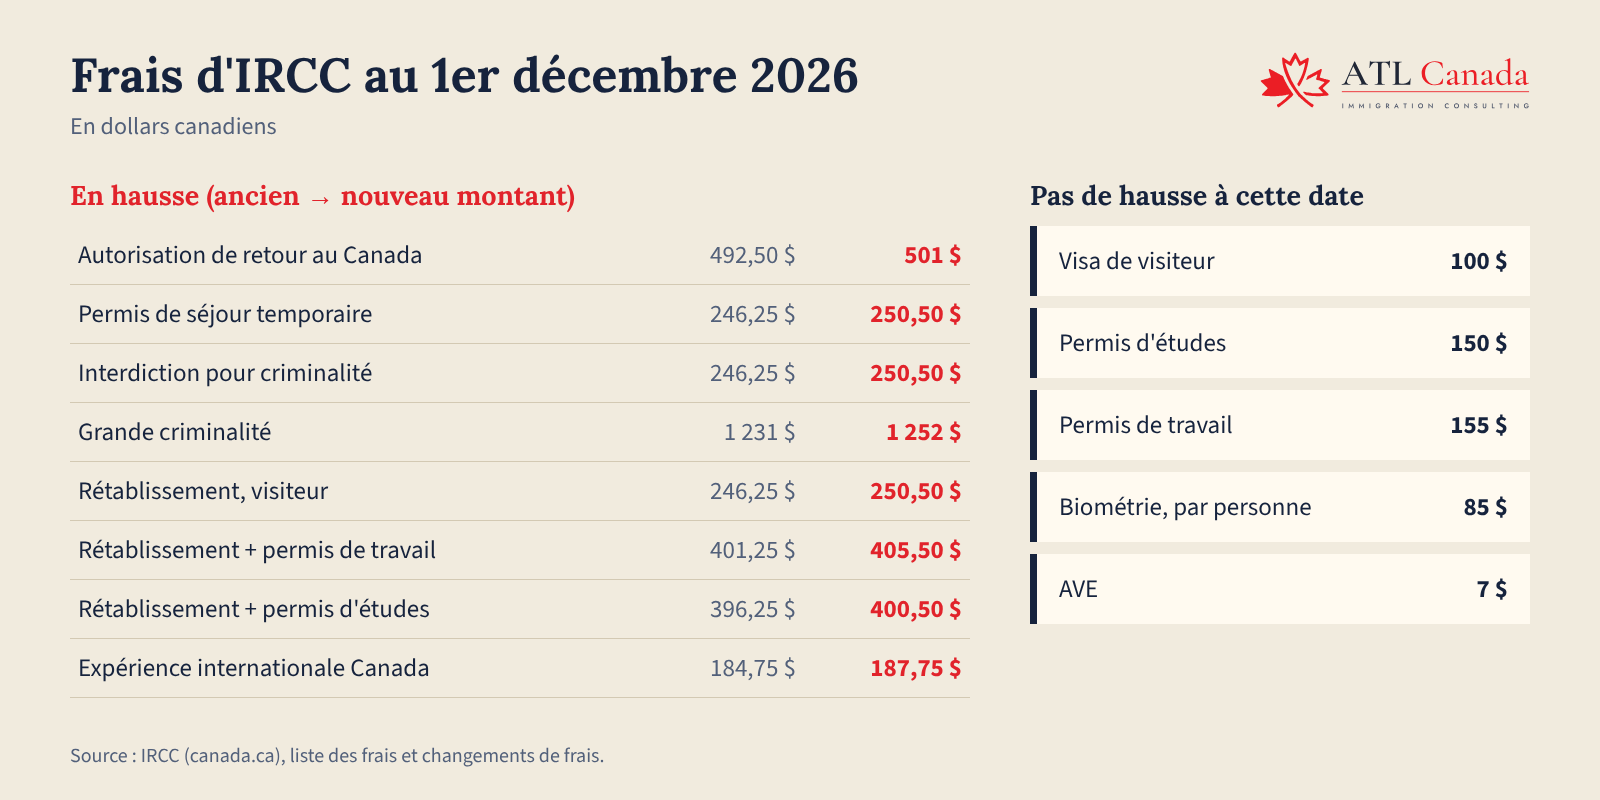 Frais d'IRCC au 1er décembre 2026
En dollars canadiens
ATL Canada
IMMIGRATION CONSULTING
En hausse (ancien → nouveau montant)
Autorisation de retour au Canada 492,50 $ 501 $
Permis de séjour temporaire 246,25 $ 250,50 $
Interdiction pour criminalité 246,25 $ 250,50 $
Grande criminalité 1 231 $ 1 252 $
Rétablissement, visiteur 246,25 $ 250,50 $
Rétablissement + permis de travail 401,25 $ 405,50 $
Rétablissement + permis d'études 396,25 $ 400,50 $
Expérience internationale Canada 184,75 $ 187,75 $
Pas de hausse à cette date
Visa de visiteur 100 $
Permis d'études 150 $
Permis de travail 155 $
Biométrie, par personne 85 $
AVE 7 $
Source : IRCC (canada.ca), liste des frais et changements de frais.